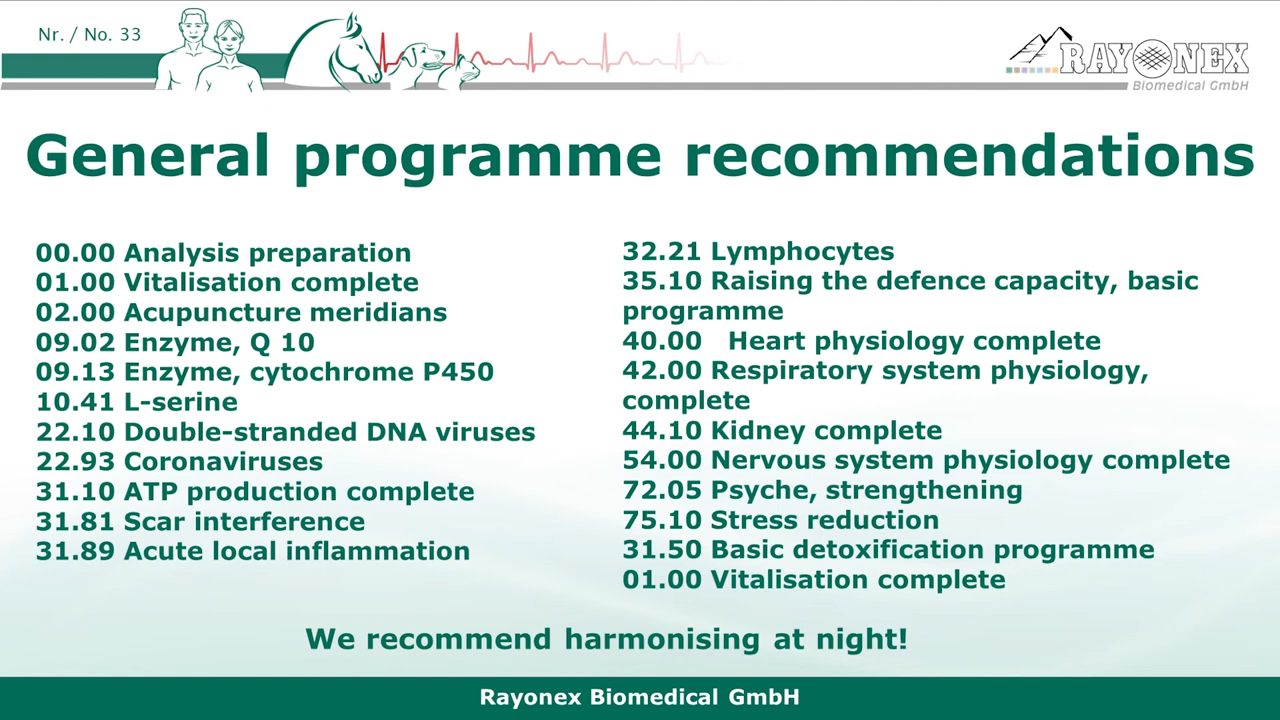 Nr. / No. 33
RAYONEX
Biomedical GmbH
General programme recommendations
00.00 Analysis preparation
01.00 Vitalisation complete
02.00 Acupuncture meridians
09.02 Enzyme, Q 10
09.13 Enzyme, cytochrome P450
10.41 L-serine
22.10 Double-stranded DNA viruses
22.93 Coronaviruses
31.10 ATP production complete
31.81 Scar interference
31.89 Acute local inflammation
32.21 Lymphocytes
35.10 Raising the defence capacity, basic
programme
40.00 Heart physiology complete
42.00 Respiratory system physiology,
complete
44.10 Kidney complete
54.00 Nervous system physiology complete
72.05 Psyche, strengthening
75.10 Stress reduction
31.50 Basic detoxification programme
01.00 Vitalisation complete
We recommend harmonising at night!
Rayonex Biomedical GmbH